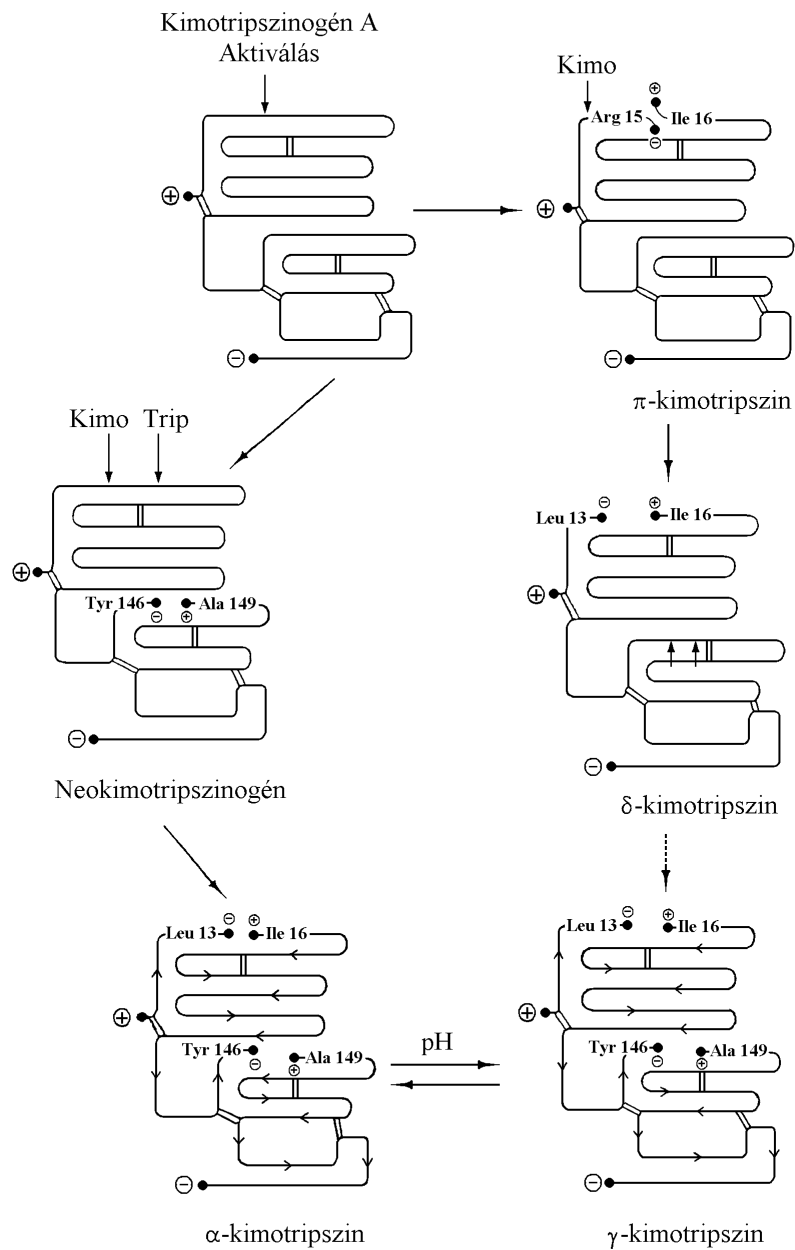 Kimotripszinogén A
Aktiválás
Kimo
⊕
Arg 15
Ile 16
⊖
⊕
⊕
⊖
⊖
π-kimotripszin
Kimo Trip
⊖ ⊕
Leu 13 Ile 16
⊕
⊕
Tyr 146 Ala 149
⊖ ⊕
⊖
⊖
Neokimotripszinogén
δ-kimotripszin
⊖ ⊕
Leu 13 Ile 16
⊕
Tyr 146
⊖
Ala 149
⊕
⊖
α-kimotripszin
pH
⊖ ⊕
Leu 13 Ile 16
⊕
Tyr 146
⊖
Ala 149
⊕
⊖
γ-kimotripszin